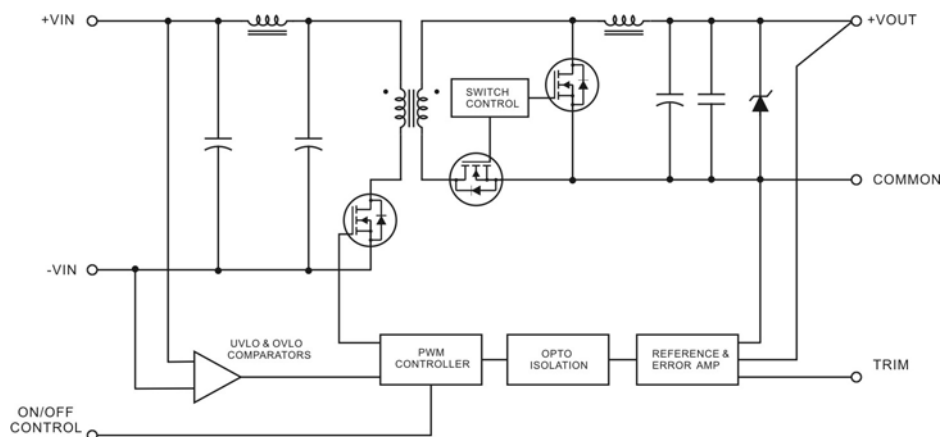 +VIN
+VOUT
SWITCH
CONTROL
COMMON
-VIN
UVLO & OVLO
COMPARATORS
PWM
CONTROLLER
OPTO
ISOLATION
REFERENCE &
ERROR AMP
TRIM
ON/OFF
CONTROL